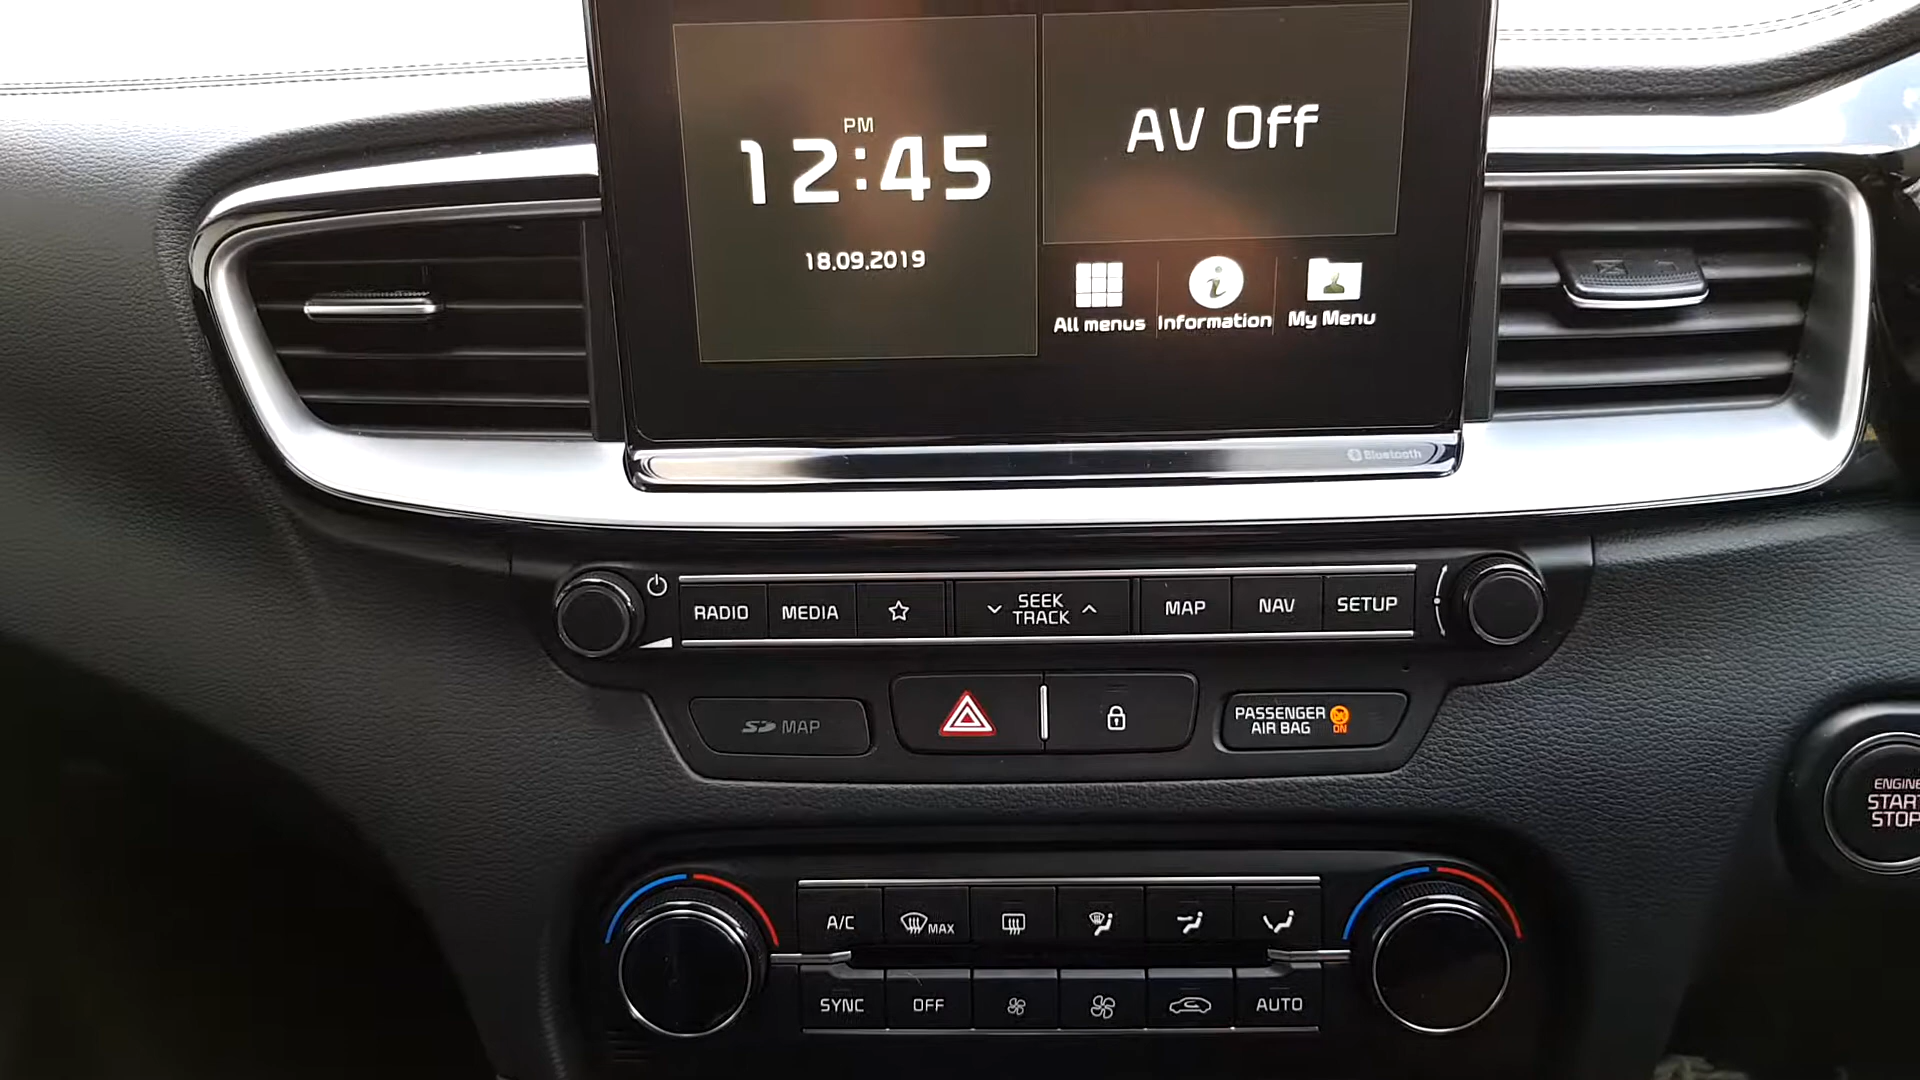 PM
12:45
18.09.2019
AV Off
All menus
Information
My Menu
Bluetooth
RADIO
MEDIA
SEEK
TRACK
MAP
NAV
SETUP
SD MAP
PASSENGER
AIR BAG
ON
ENGINE
START
STOP
A/C
MAX
SYNC
OFF
AUTO